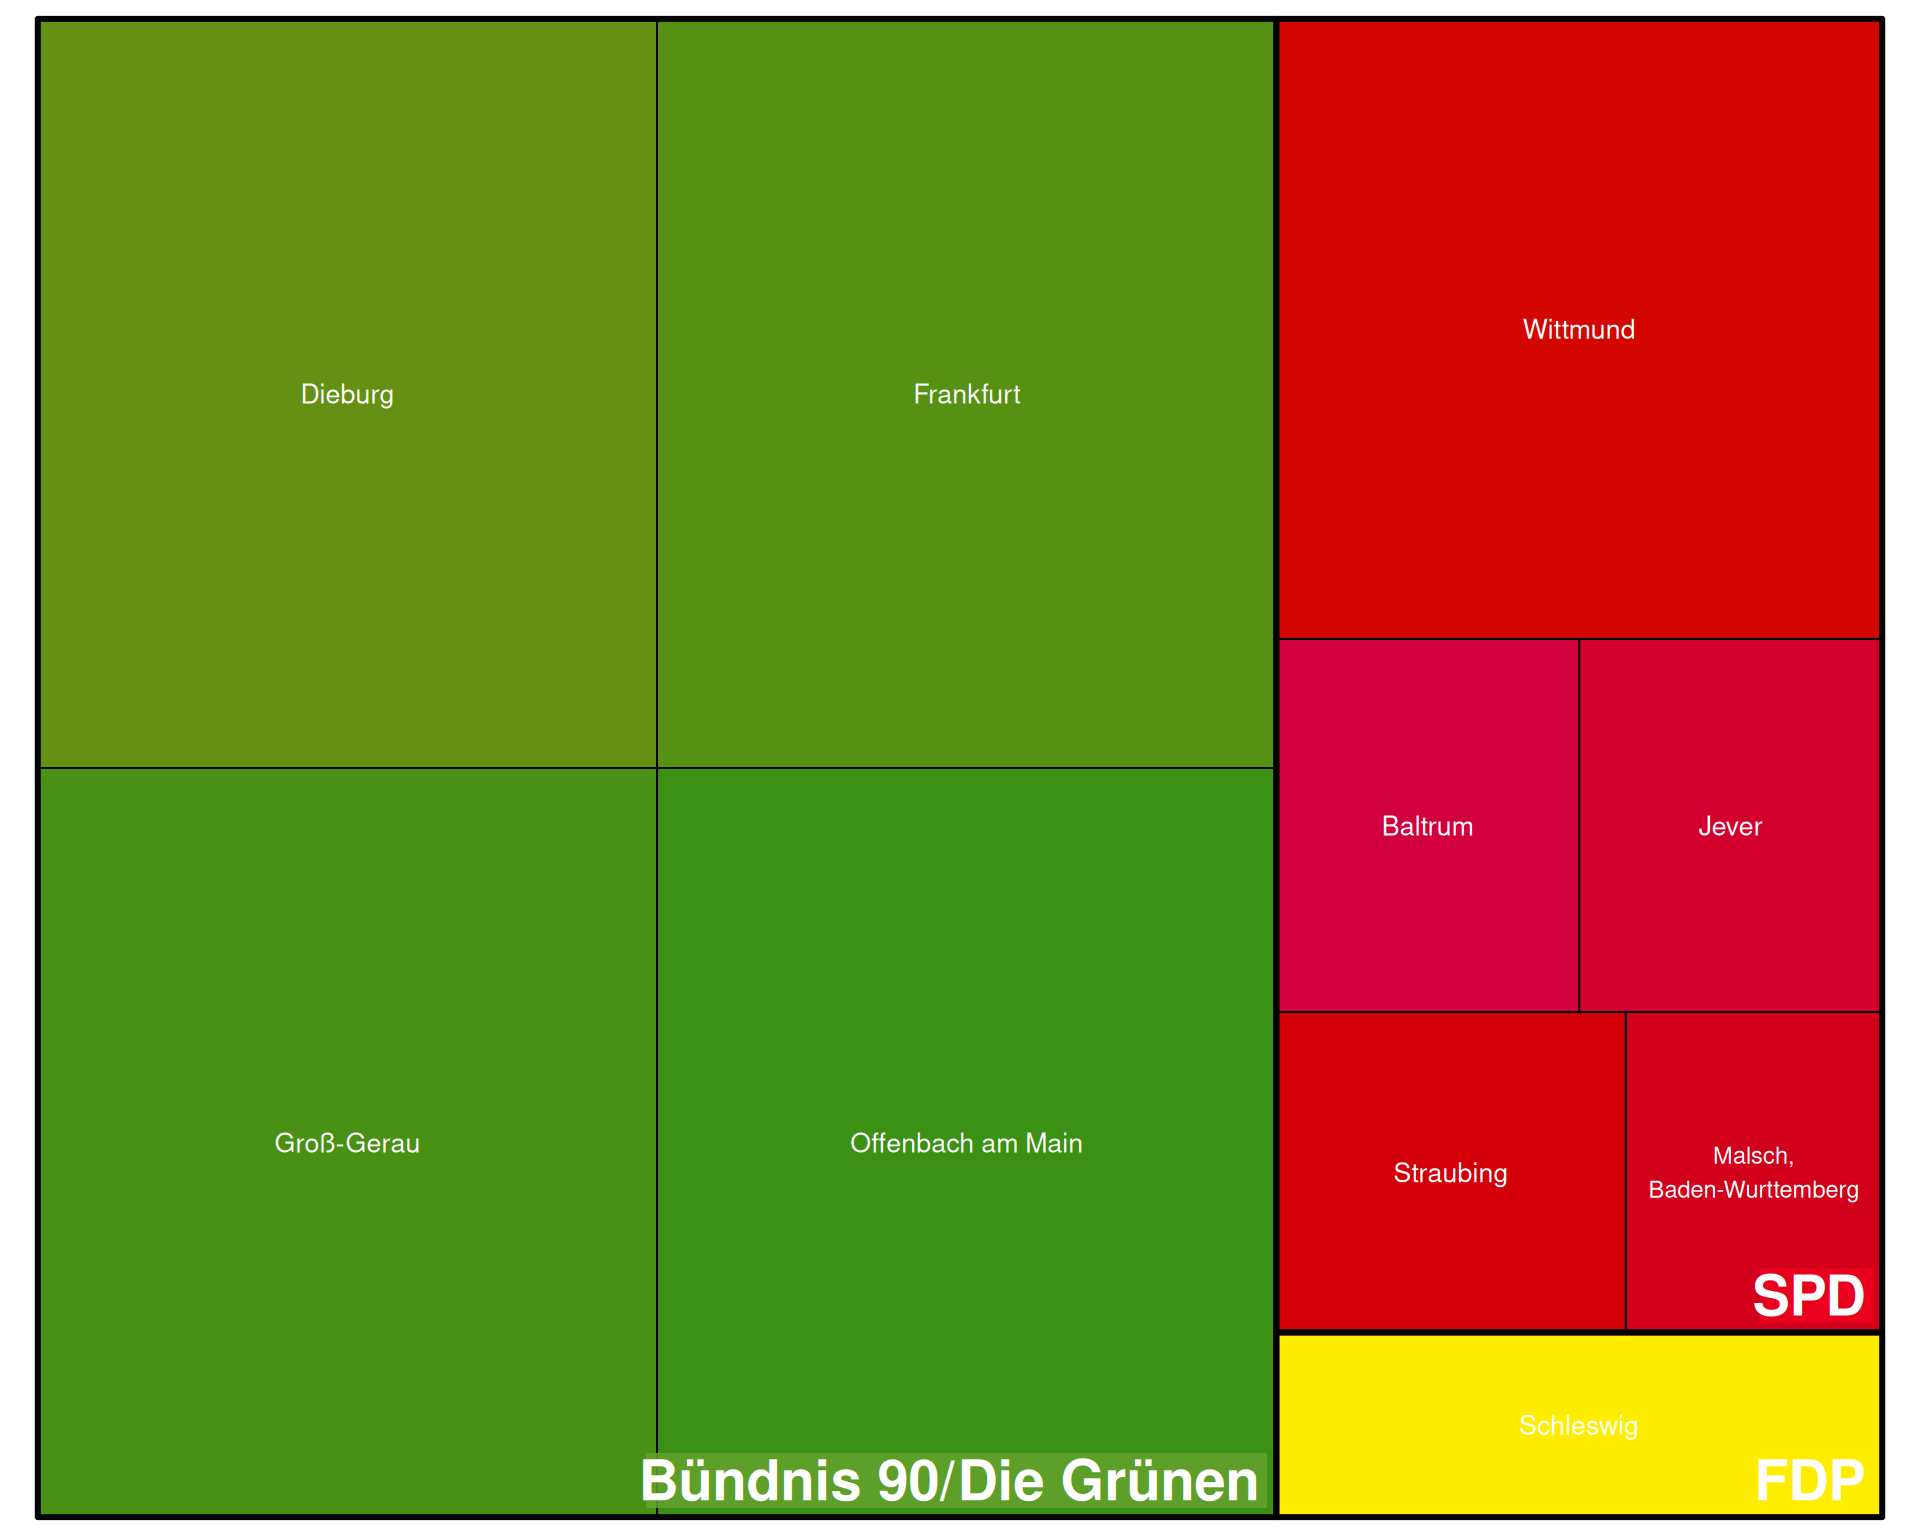 Dieburg
Frankfurt
Groß-Gerau
Offenbach am Main
Bündnis 90/Die Grünen
Wittmund
Baltrum
Jever
Straubing
Malsch,
Baden-Wurttemberg
SPD
Schleswig
FDP